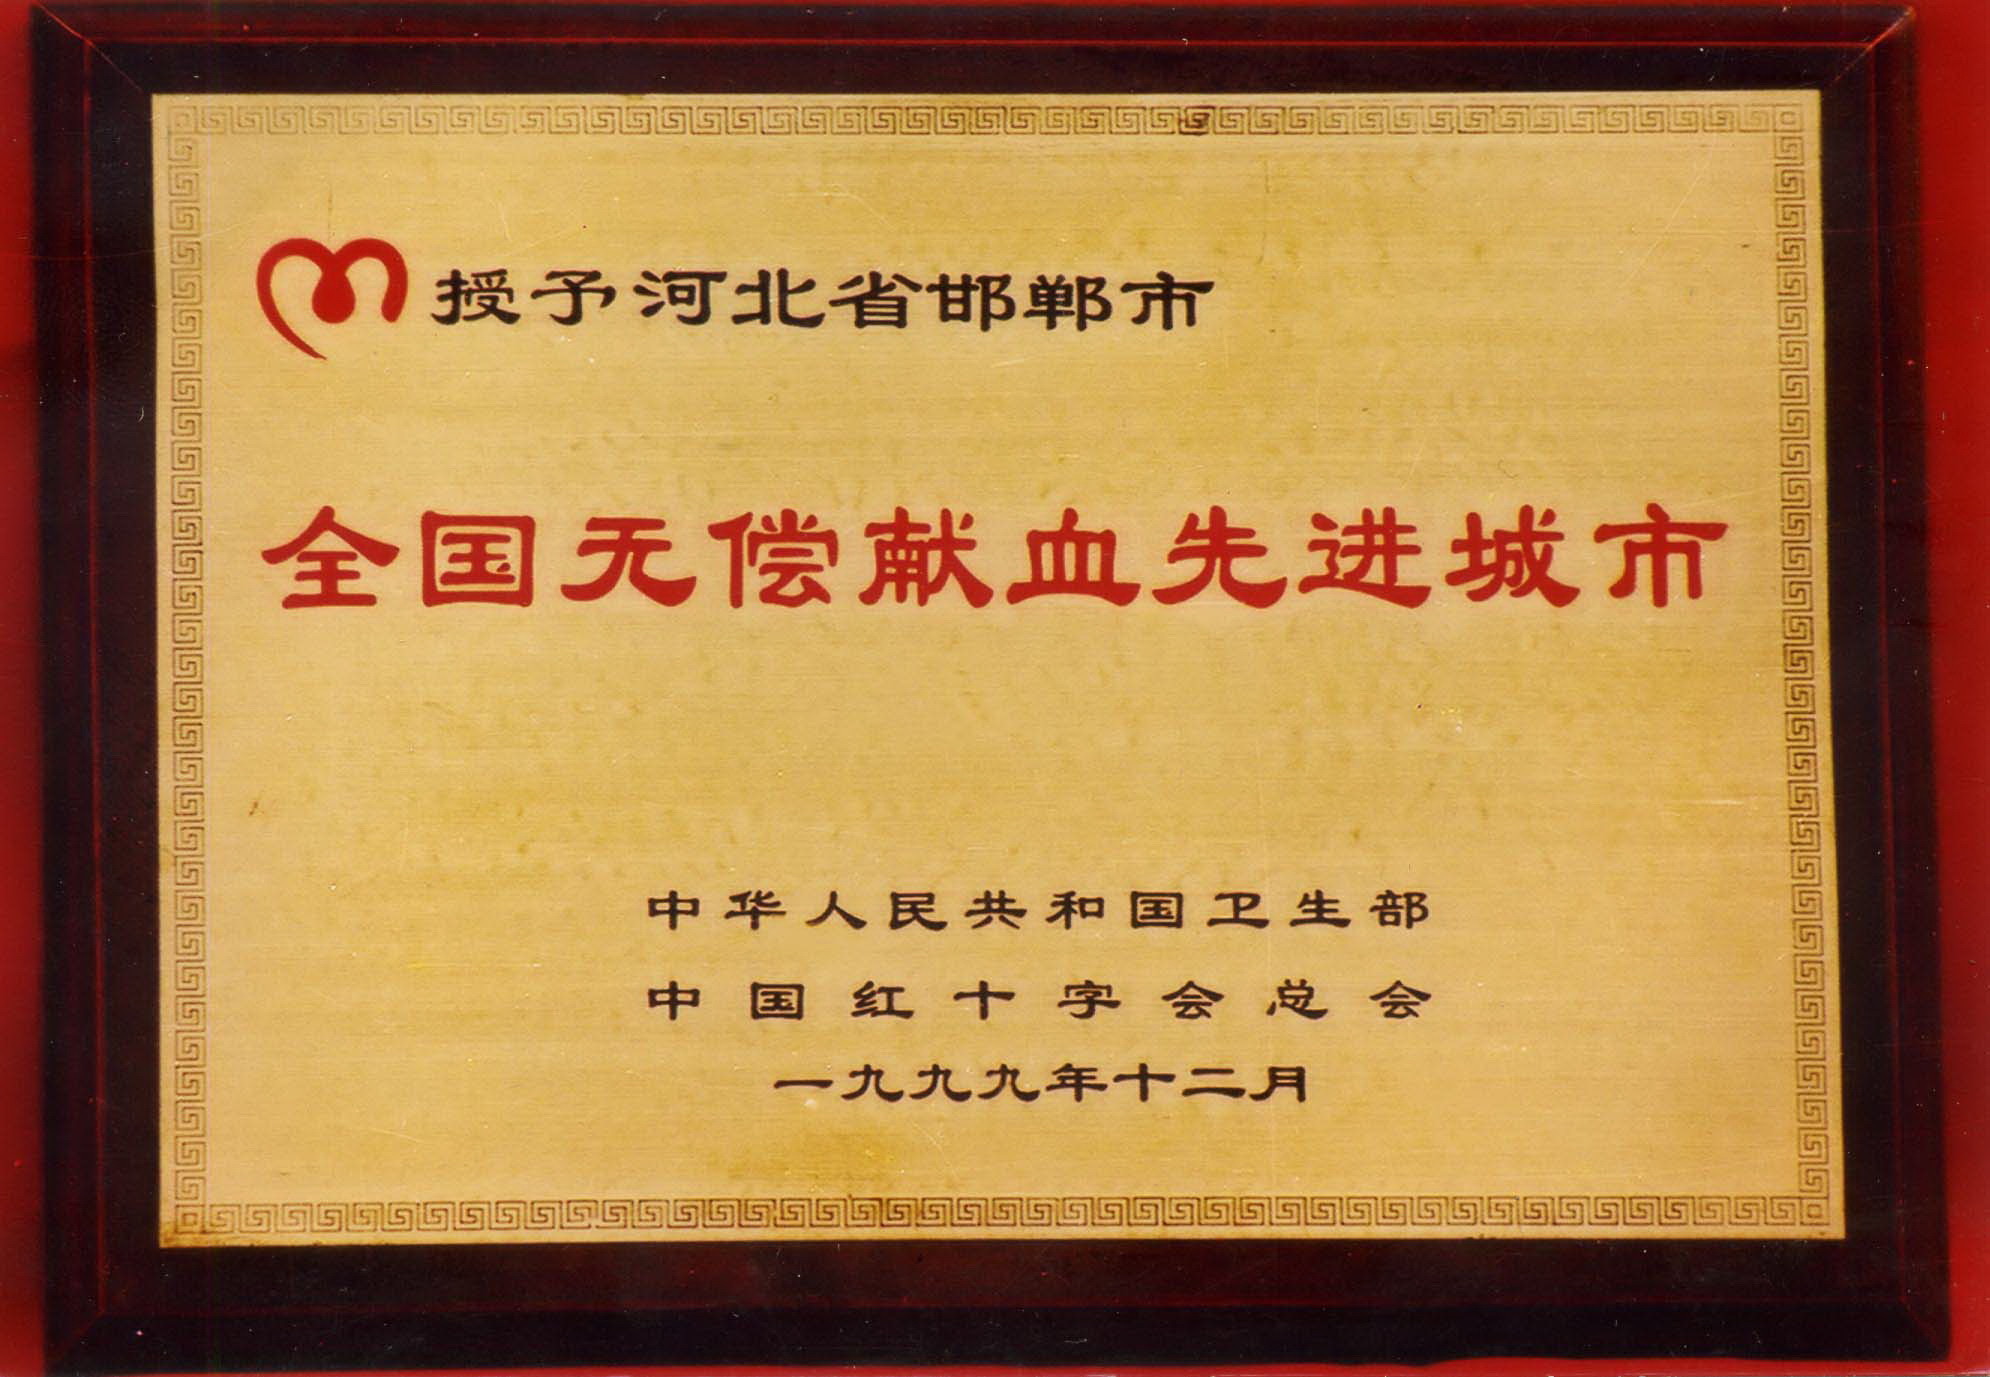 授予河北省邯郸市
全国无偿献血先进城市
中华人民共和国卫生部
中国红十字会总会
一九九九年十二月